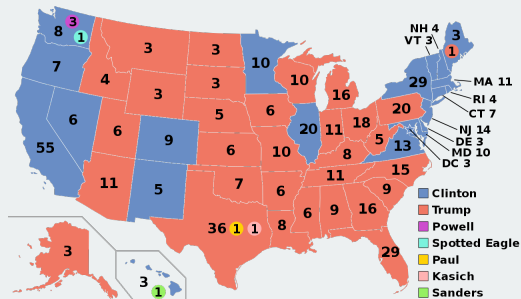 NH 4
VT 3
3
8 3
1
7
4
3
3
10
3
1
10
16
29
MA 11
RI 4
CT 7
6
3
5
6
20
NJ 14
DE 3
MD 10
DC 3
55
6
9
6
10
20
11
18
5
13
8
15
11
5
7
6
11
9
36 1 1
8
6
9
16
29
3
3
1
Clinton
Trump
Powell
Spotted Eagle
Paul
Kasich
Sanders